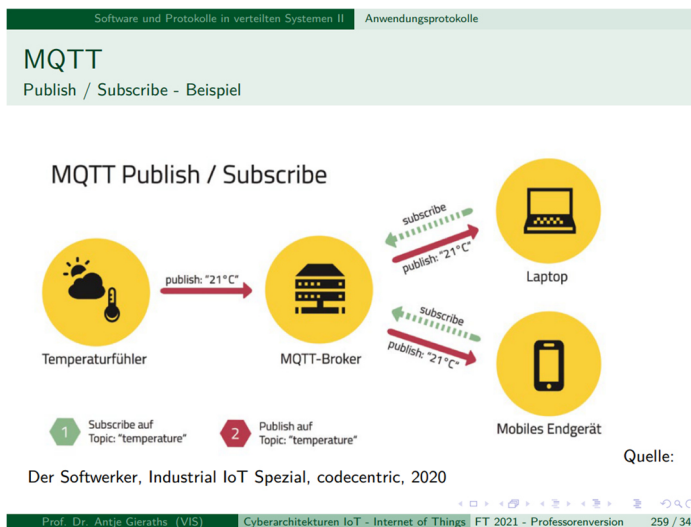 Software und Protokolle in verteilten Systemen II Anwendungsprotokolle
MQTT
Publish / Subscribe - Beispiel
MQTT Publish / Subscribe
subscribe
publish: "21°C"
Laptop
publish: "21°C"
Temperaturfühler
MQTT-Broker
subscribe
publish: "21°C"
Mobiles Endgerät
1 Subscribe auf
Topic: "temperature"
2 Publish auf
Topic: "temperature"
Quelle:
Der Softwerker, Industrial IoT Spezial, codecentric, 2020
Prof. Dr. Antje Gieraths (VIS) Cyberarchitekturen IoT - Internet of Things FT 2021 - Professorenversion 259 /